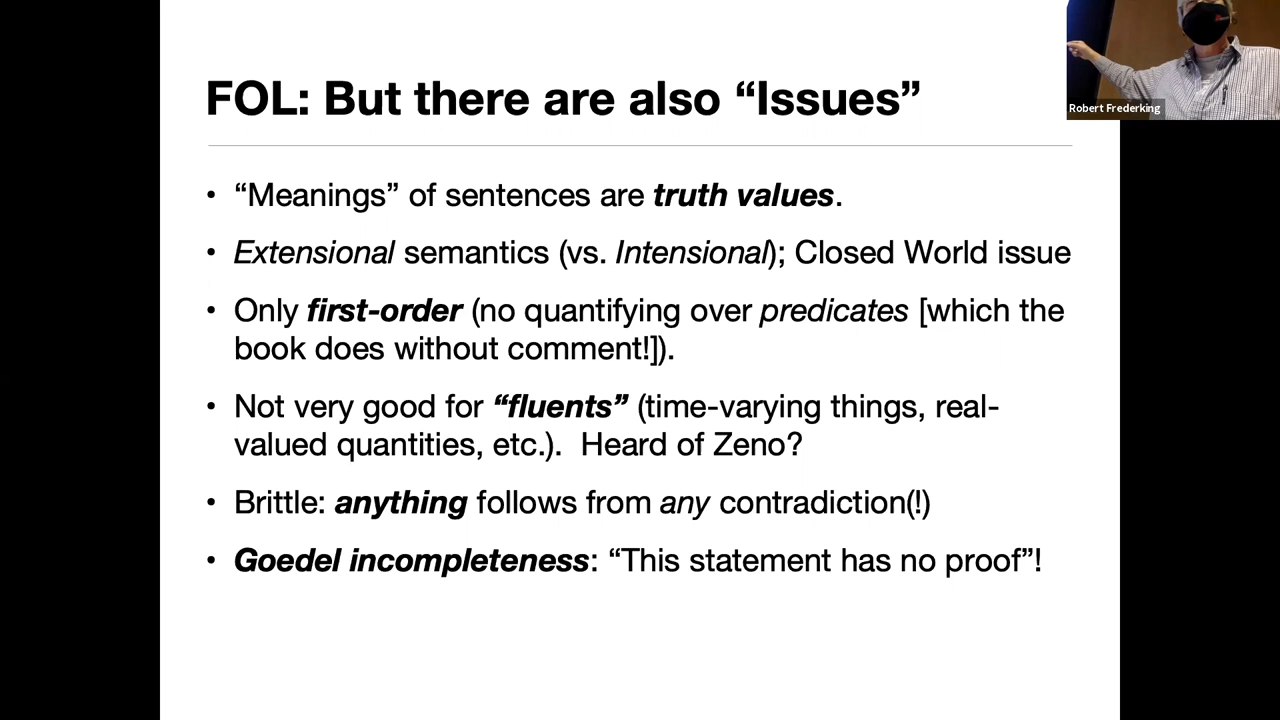 FOL: But there are also “Issues”
Robert Frederking
• “Meanings” of sentences are truth values.
• Extensional semantics (vs. Intensional); Closed World issue
• Only first-order (no quantifying over predicates [which the
book does without comment!]).
• Not very good for “fluents” (time-varying things, real-
valued quantities, etc.).  Heard of Zeno?
• Brittle: anything follows from any contradiction(!)
• Goedel incompleteness: “This statement has no proof”!